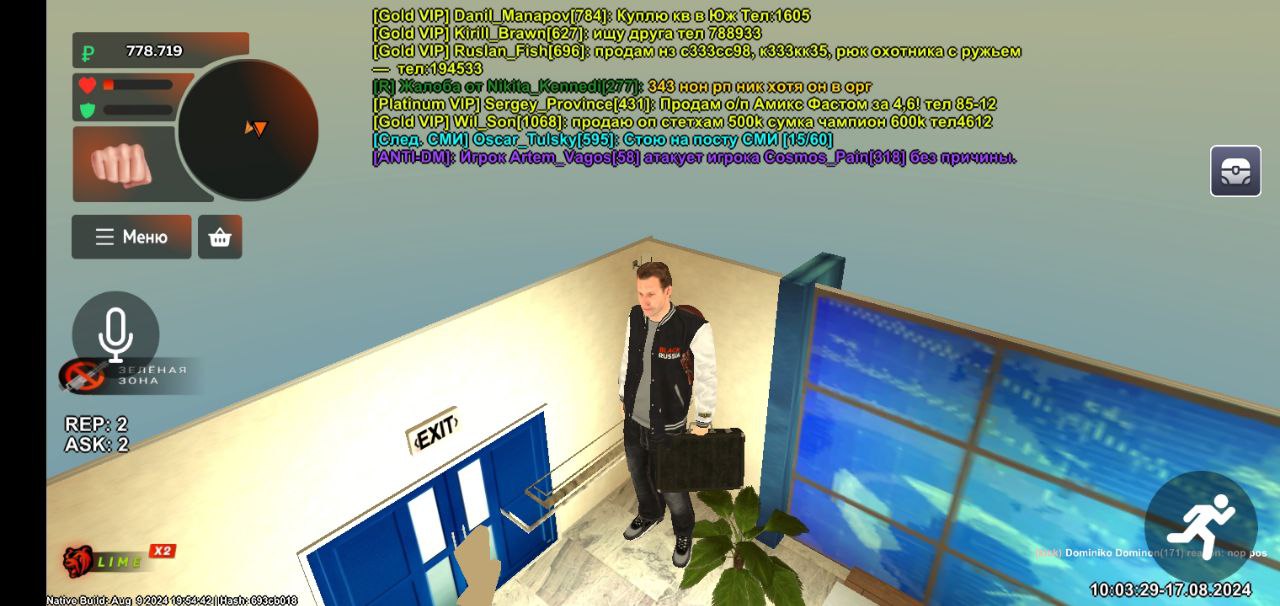 [Gold VIP] Danil_Manapov[784]: Куплю кв в Юж Тел:1605
[Gold VIP] Kirill_Brawn[627]: ищу друга тел 788933
[Gold VIP] Ruslan_Fish[696]: продам нз с333сс98, к333кк35, рюк охотника с ружьем
— тел:194533
[R] Жалоба от Nikita_Kennedi[277]: 343 нон рп ник хотя он в орг
[Platinum VIP] Sergey_Province[431]: Продам о/п Амикс Фастом за 4,6! тел 85-12
[Gold VIP] Wil_Son[1068]: продаю оп стетхам 500k сумка чампион 600k тел4612
[След. СМИ] Oscar_Tulsky[595]: Стою на посту СМИ [15/60]
[ANTI-DM]: Игрок Artem_Vagos[58] атакует игрока Cosmos_Pain[318] без причины.
778.719
Меню
ЗЕЛЁНАЯ
ЗОНА
REP: 2
ASK: 2
EXIT
BLACK
RUSSIA
LIME X2
Dominiko Dominon(171) reason: nop pos
10:03:29-17.08.2024
Native Build: Aug 9 2024 19:54:42 | Hash: 693cb018